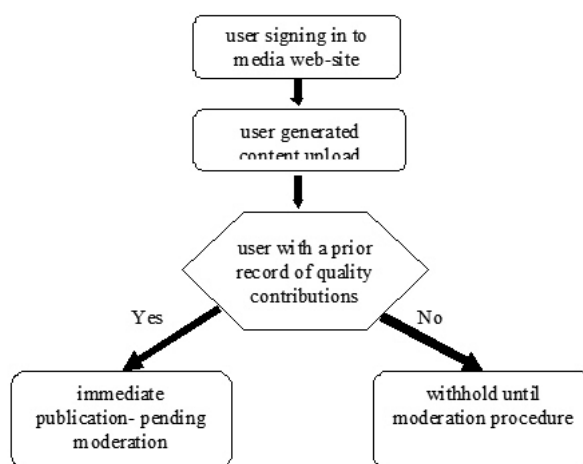 user signing in to
media web-site
user generated
content upload
user with a prior
record of quality
contributions
Yes
No
immediate
publication- pending
moderation
withhold until
moderation procedure